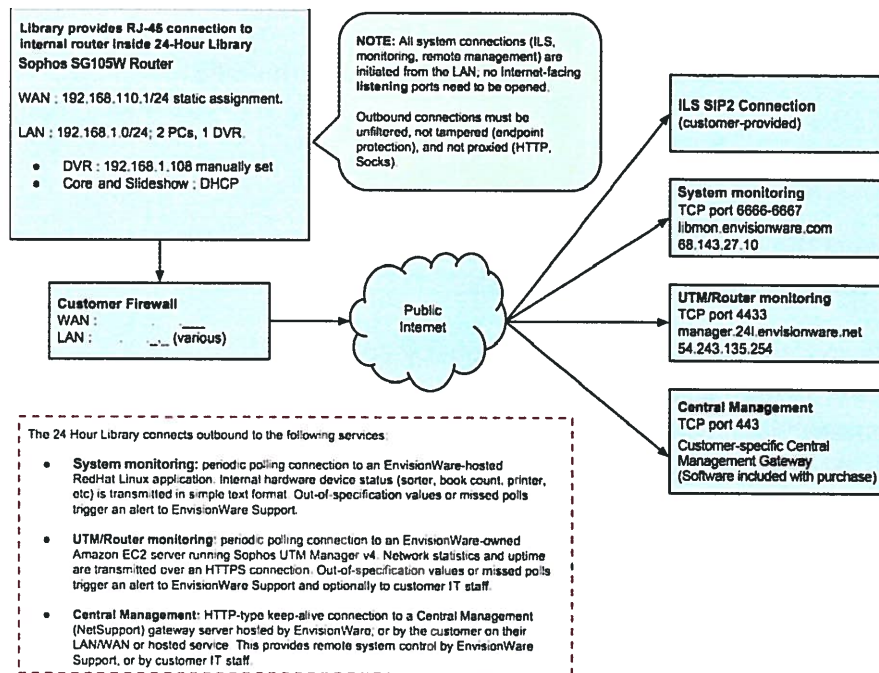 Library provides RJ-45 connection to
internal router inside 24-Hour Library
Sophos SG105W Router
WAN : 192.168.110.1/24 static assignment.
LAN : 192.168.1.0/24; 2 PCs, 1 DVR.
● DVR : 192.168.1.108 manually set
● Core and Slideshow : DHCP
NOTE: All system connections (ILS,
monitoring, remote management) are
initiated from the LAN; no Internet-facing
listening ports need to be opened.
Outbound connections must be
unfiltered, not tampered (endpoint
protection), and not proxied (HTTP,
Socks).
ILS SIP2 Connection
(customer-provided)
System monitoring
TCP port 6666-6667
libmon.envisionware.com
68.143.27.10
Customer Firewall
WAN :
LAN : (various)
Public
Internet
UTM/Router monitoring
TCP port 4433
manager.24l.envisionware.net
54.243.135.254
Central Management
TCP port 443
Customer-specific Central
Management Gateway
(Software included with purchase)
The 24 Hour Library connects outbound to the following services:
● System monitoring: periodic polling connection to an EnvisionWare-hosted
RedHat Linux application. Internal hardware device status (sorter, book count, printer,
etc) is transmitted in simple text format. Out-of-specification values or missed polls
trigger an alert to EnvisionWare Support.
● UTM/Router monitoring: periodic polling connection to an EnvisionWare-owned
Amazon EC2 server running Sophos UTM Manager v4. Network statistics and uptime
are transmitted over an HTTPS connection. Out-of-specification values or missed polls
trigger an alert to EnvisionWare Support and optionally to customer IT staff.
● Central Management: HTTP-type keep-alive connection to a Central Management
(NetSupport) gateway server hosted by EnvisionWare, or by the customer on their
LAN/WAN or hosted service. This provides remote system control by EnvisionWare
Support, or by customer IT staff.